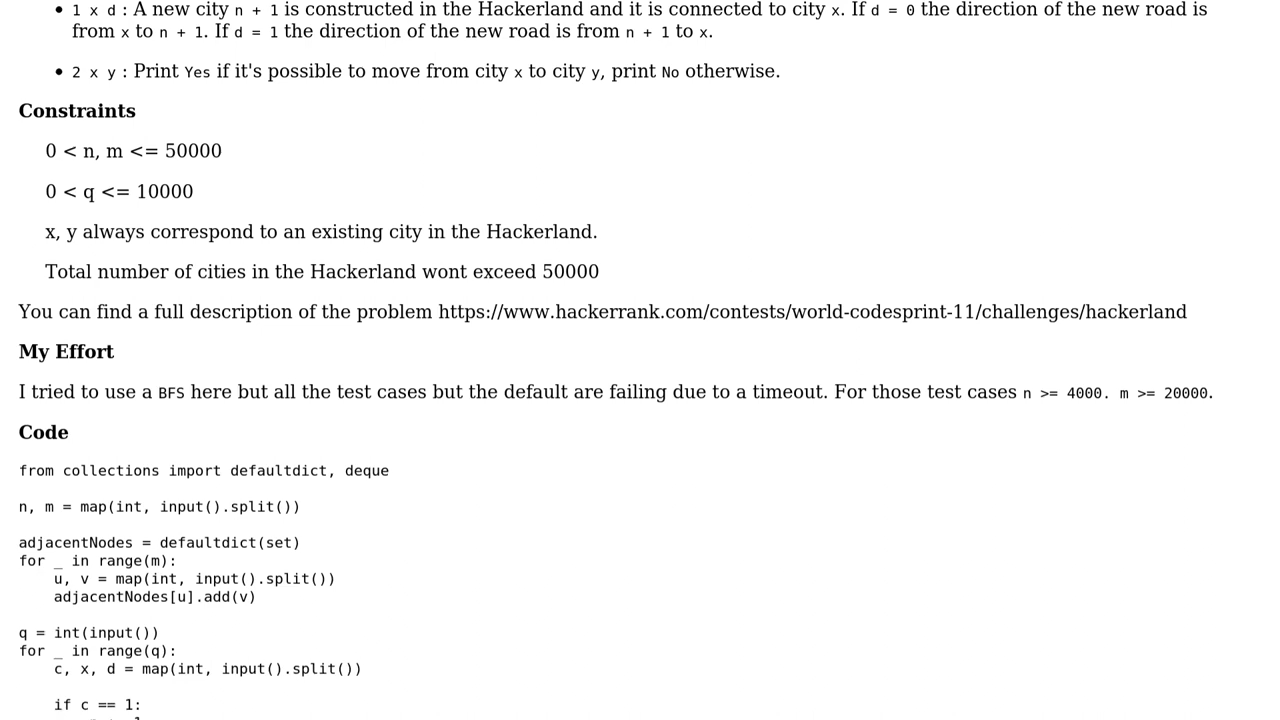 • 1 x d : A new city n + 1 is constructed in the Hackerland and it is connected to city x. If d = 0 the direction of the new road is
from x to n + 1. If d = 1 the direction of the new road is from n + 1 to x.
• 2 x y : Print Yes if it's possible to move from city x to city y, print No otherwise.
Constraints
0 < n, m <= 50000
0 < q <= 10000
x, y always correspond to an existing city in the Hackerland.
Total number of cities in the Hackerland wont exceed 50000
You can find a full description of the problem https://www.hackerrank.com/contests/world-codesprint-11/challenges/hackerland
My Effort
I tried to use a BFS here but all the test cases but the default are failing due to a timeout. For those test cases n >= 4000. m >= 20000.
Code
from collections import defaultdict, deque
n, m = map(int, input().split())
adjacentNodes = defaultdict(set)
for _ in range(m):
    u, v = map(int, input().split())
    adjacentNodes[u].add(v)
q = int(input())
for _ in range(q):
    c, x, d = map(int, input().split())
    if c == 1: